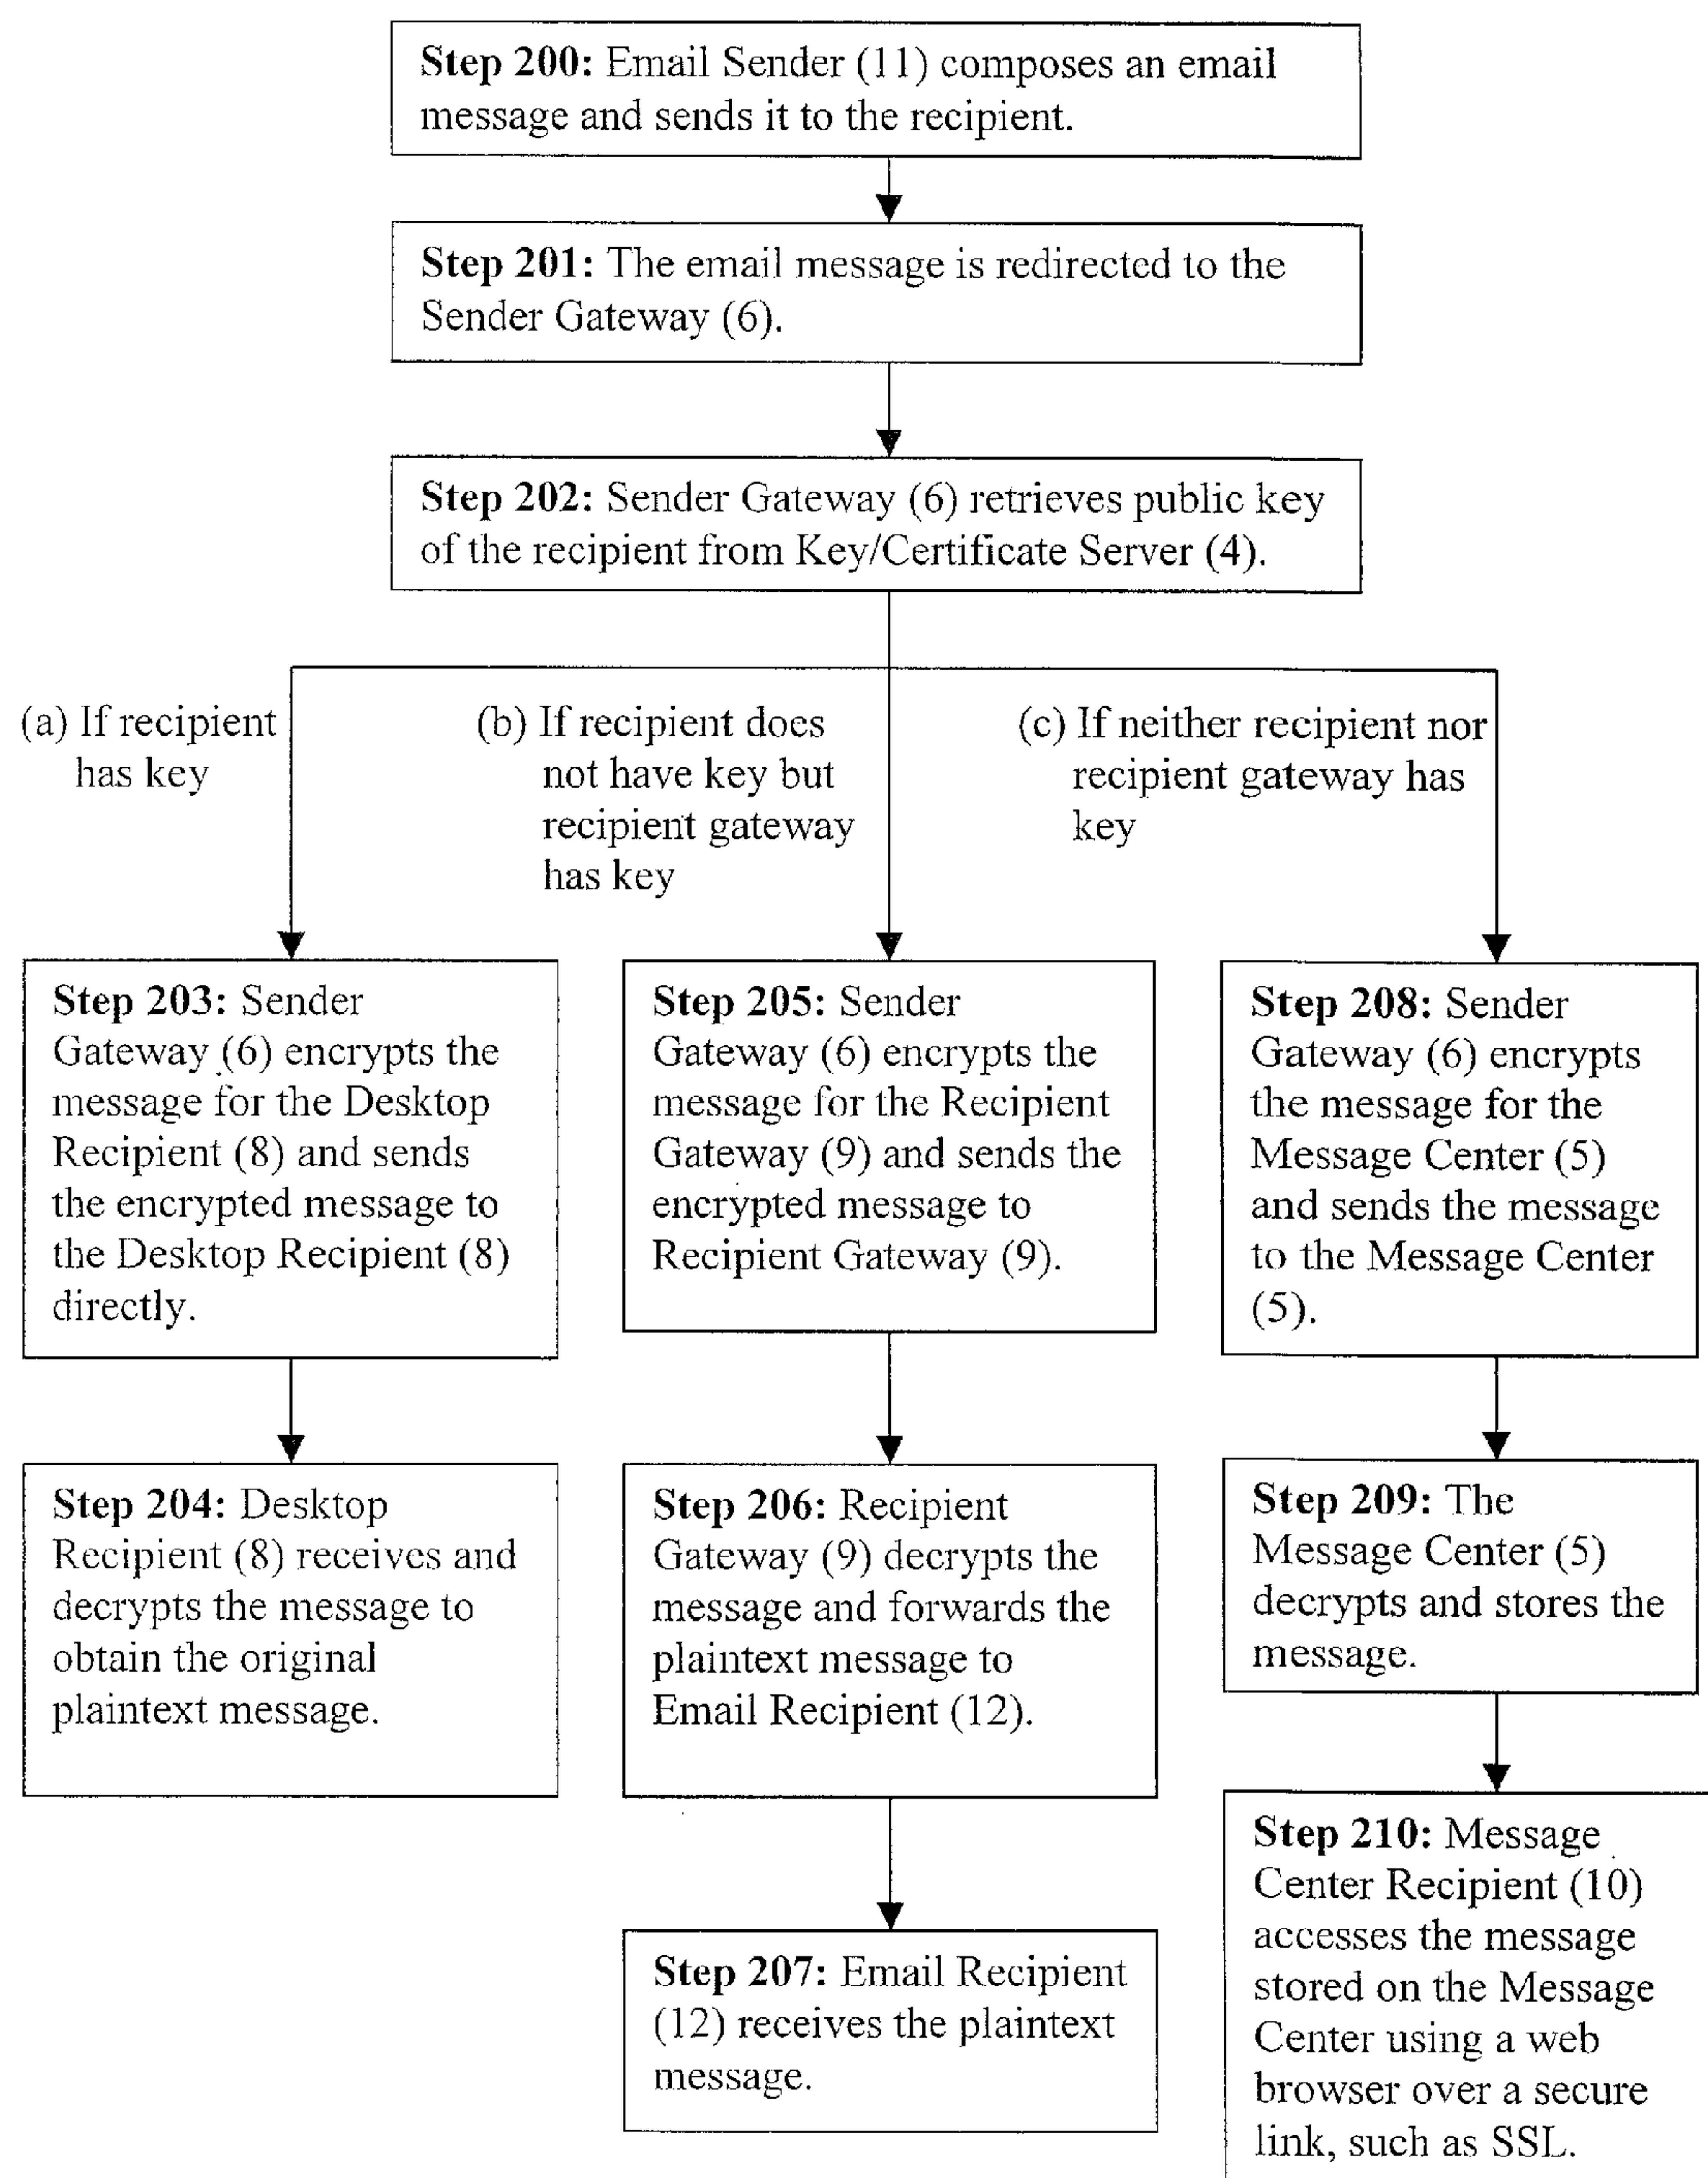 Step 200: Email Sender (11) composes an email
message and sends it to the recipient.
Step 201: The email message is redirected to the
Sender Gateway (6).
Step 202: Sender Gateway (6) retrieves public key
of the recipient from Key/Certificate Server (4).
(a) If recipient
has key
(b) If recipient does
not have key but
recipient gateway
has key
(c) If neither recipient nor
recipient gateway has
key
Step 203: Sender
Gateway (6) encrypts the
message for the Desktop
Recipient (8) and sends
the encrypted message to
the Desktop Recipient (8)
directly.
Step 205: Sender
Gateway (6) encrypts the
message for the Recipient
Gateway (9) and sends the
encrypted message to
Recipient Gateway (9).
Step 208: Sender
Gateway (6) encrypts
the message for the
Message Center (5)
and sends the message
to the Message Center
(5).
Step 204: Desktop
Recipient (8) receives and
decrypts the message to
obtain the original
plaintext message.
Step 206: Recipient
Gateway (9) decrypts the
message and forwards the
plaintext message to
Email Recipient (12).
Step 209: The
Message Center (5)
decrypts and stores the
message.
Step 207: Email Recipient
(12) receives the plaintext
message.
Step 210: Message
Center Recipient (10)
accesses the message
stored on the Message
Center using a web
browser over a secure
link, such as SSL.